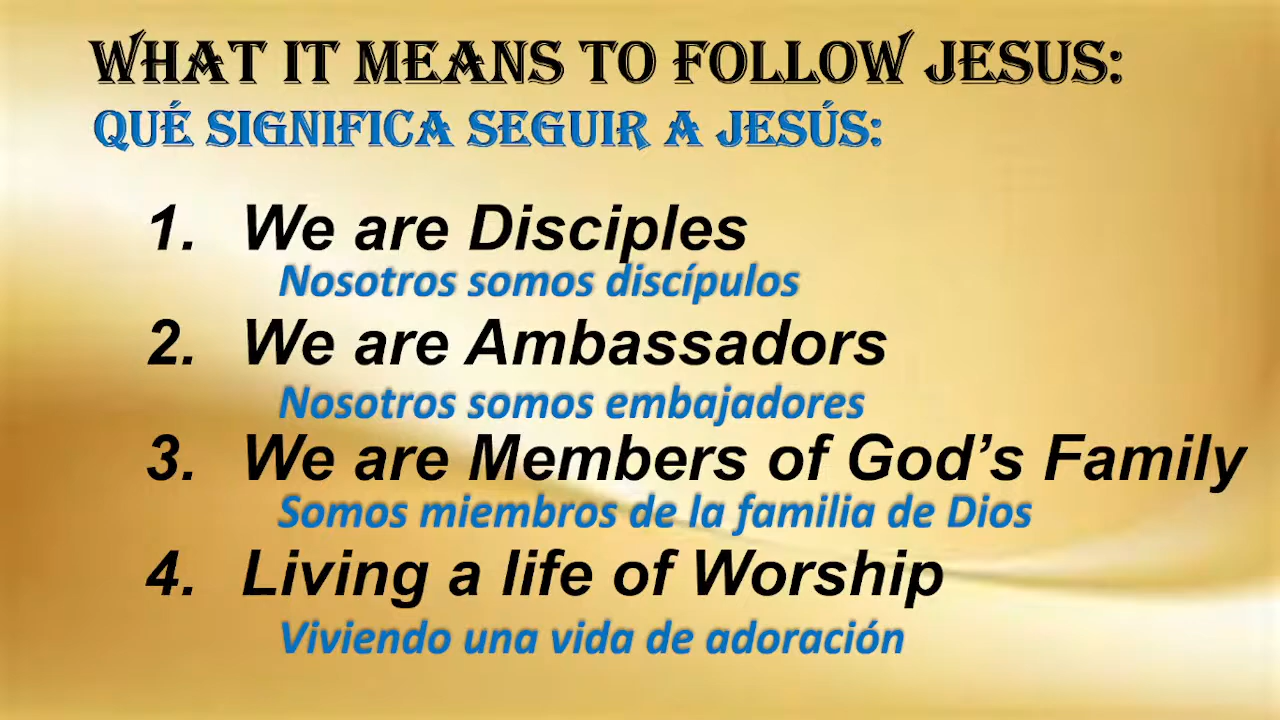 WHAT IT MEANS TO FOLLOW JESUS:
QUÉ SIGNIFICA SEGUIR A JESÚS:
1. We are Disciples
Nosotros somos discípulos
2. We are Ambassadors
Nosotros somos embajadores
3. We are Members of God’s Family
Somos miembros de la familia de Dios
4. Living a life of Worship
Viviendo una vida de adoración